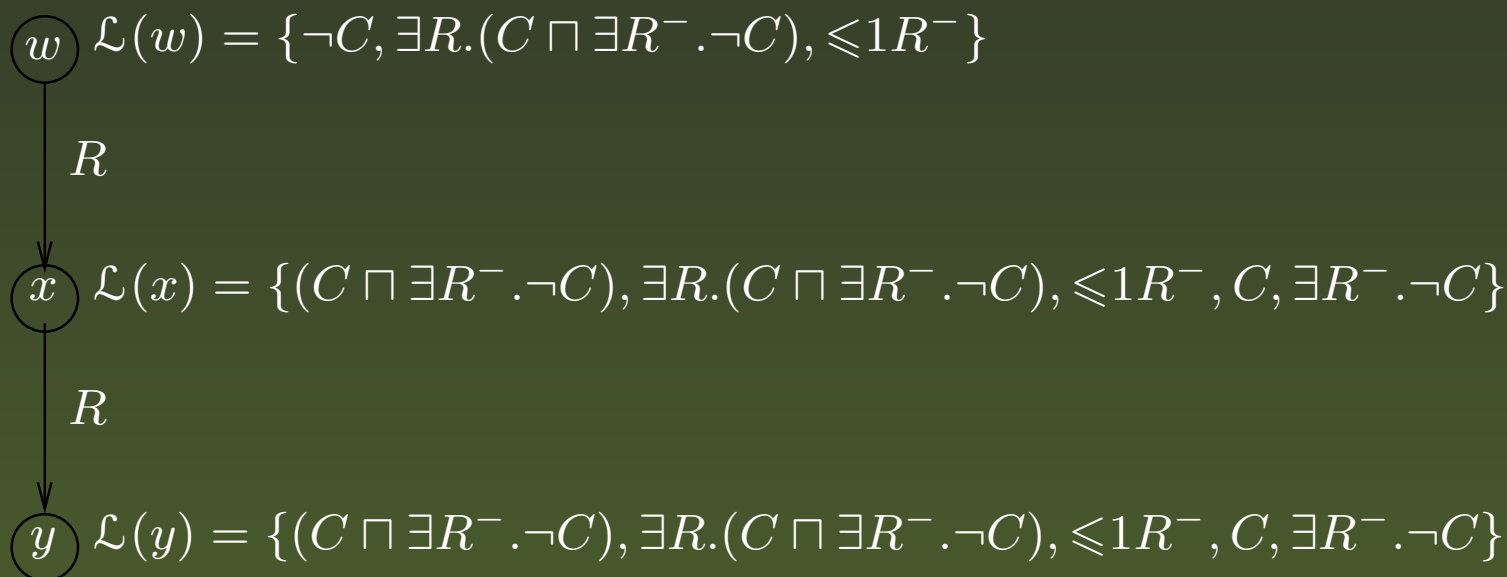 w ℒ(w) = {¬C, ∃R.(C ⊓ ∃R⁻.¬C), ⩽1R⁻}
R
x ℒ(x) = {(C ⊓ ∃R⁻.¬C), ∃R.(C ⊓ ∃R⁻.¬C), ⩽1R⁻, C, ∃R⁻.¬C}
R
y ℒ(y) = {(C ⊓ ∃R⁻.¬C), ∃R.(C ⊓ ∃R⁻.¬C), ⩽1R⁻, C, ∃R⁻.¬C}